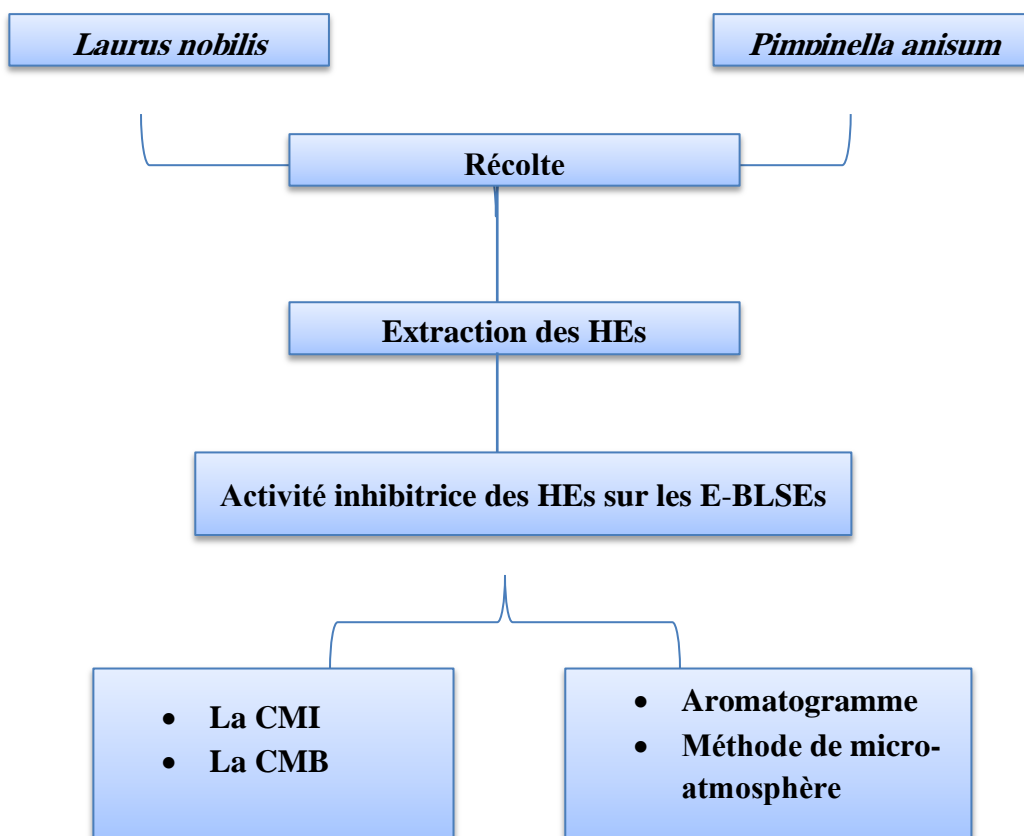 Laurus nobilis
Pimpinella anisum
Récolte
Extraction des HEs
Activité inhibitrice des HEs sur les E-BLSEs
• La CMI
• La CMB
• Aromatogramme
• Méthode de micro-
atmosphère